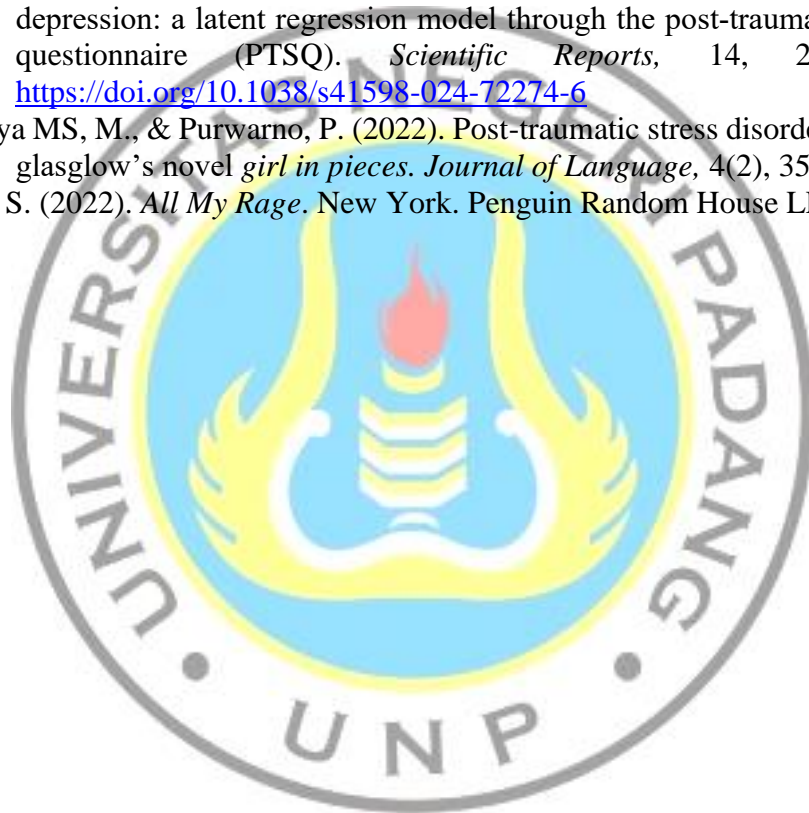 depression: a latent regression model through the post-trauma
questionnaire (PTSQ). Scientific Reports, 14, 2
https://doi.org/10.1038/s41598-024-72274-6
ya MS, M., & Purwarno, P. (2022). Post-traumatic stress disorde
glasglow’s novel girl in pieces. Journal of Language, 4(2), 35
S. (2022). All My Rage. New York. Penguin Random House
UNIVERSITAS NEGERI PADANG
UNP